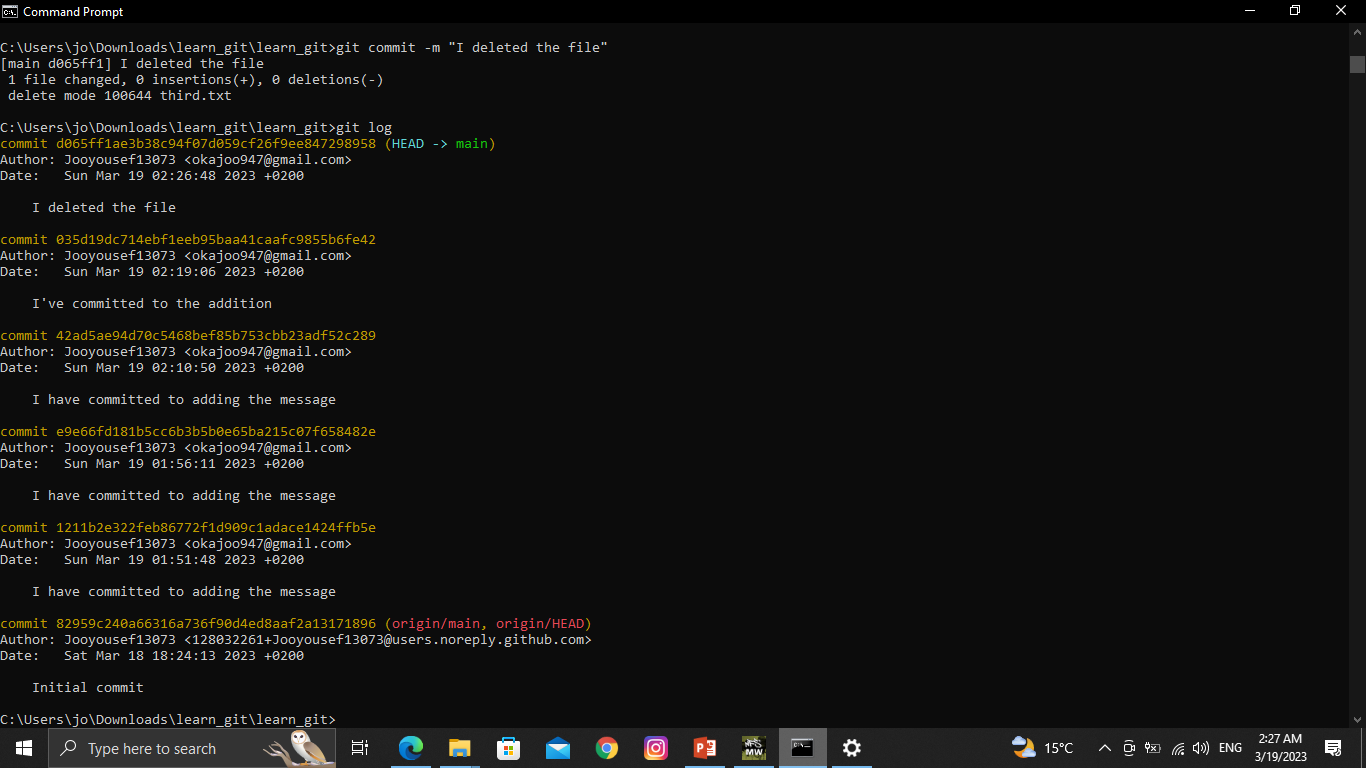 Command Prompt
C:\Users\jo\Downloads\learn_git\learn_git>git commit -m "I deleted the file"
[main d065ff1] I deleted the file
 1 file changed, 0 insertions(+), 0 deletions(-)
 delete mode 100644 third.txt
C:\Users\jo\Downloads\learn_git\learn_git>git log
commit d065ff1ae3b38c94f07d059cf26f9ee847298958 (HEAD -> main)
Author: Jooyousef13073 <okajoo947@gmail.com>
Date:   Sun Mar 19 02:26:48 2023 +0200
    I deleted the file
commit 035d19dc714ebf1eeb95baa41caafc9855b6fe42
Author: Jooyousef13073 <okajoo947@gmail.com>
Date:   Sun Mar 19 02:19:06 2023 +0200
    I've committed to the addition
commit 42ad5ae94d70c5468bef85b753cbb23adf52c289
Author: Jooyousef13073 <okajoo947@gmail.com>
Date:   Sun Mar 19 02:10:50 2023 +0200
    I have committed to adding the message
commit e9e66fd181b5cc6b3b5b0e65ba215c07f658482e
Author: Jooyousef13073 <okajoo947@gmail.com>
Date:   Sun Mar 19 01:56:11 2023 +0200
    I have committed to adding the message
commit 1211b2e322feb86772f1d909c1adace1424ffb5e
Author: Jooyousef13073 <okajoo947@gmail.com>
Date:   Sun Mar 19 01:51:48 2023 +0200
    I have committed to adding the message
commit 82959c240a66316a736f90d4ed8aaf2a13171896 (origin/main, origin/HEAD)
Author: Jooyousef13073 <128032261+Jooyousef13073@users.noreply.github.com>
Date:   Sat Mar 18 18:24:13 2023 +0200
    Initial commit
C:\Users\jo\Downloads\learn_git\learn_git>
Type here to search
15°C
ENG
2:27 AM
3/19/2023